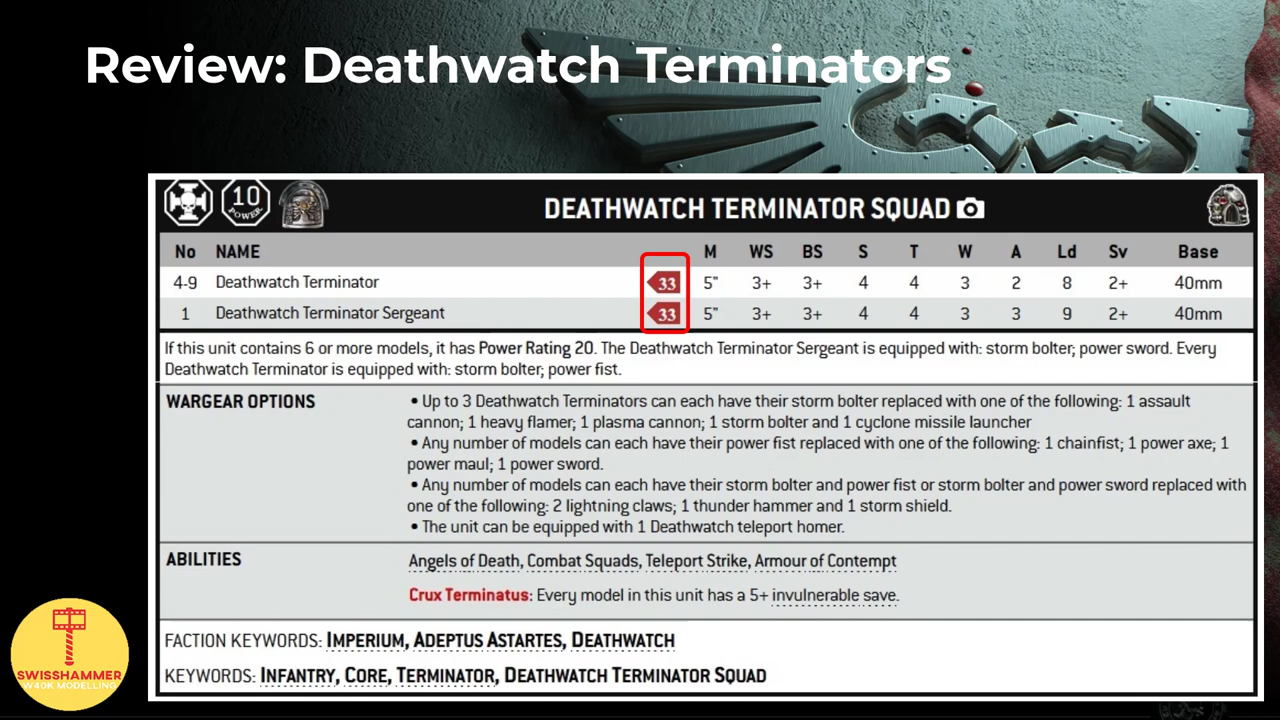 Review: Deathwatch Terminators
10
POWER
DEATHWATCH TERMINATOR SQUAD
No NAME M WS BS S T W A Ld Sv Base
4-9 Deathwatch Terminator 33 5" 3+ 3+ 4 4 3 2 8 2+ 40mm
1 Deathwatch Terminator Sergeant 33 5" 3+ 3+ 4 4 3 3 9 2+ 40mm
If this unit contains 6 or more models, it has Power Rating 20. The Deathwatch Terminator Sergeant is equipped with: storm bolter; power sword. Every
Deathwatch Terminator is equipped with: storm bolter; power fist.
WARGEAR OPTIONS
• Up to 3 Deathwatch Terminators can each have their storm bolter replaced with one of the following: 1 assault
cannon; 1 heavy flamer; 1 plasma cannon; 1 storm bolter and 1 cyclone missile launcher
• Any number of models can each have their power fist replaced with one of the following: 1 chainfist; 1 power axe; 1
power maul; 1 power sword.
• Any number of models can each have their storm bolter and power fist or storm bolter and power sword replaced with
one of the following: 2 lightning claws; 1 thunder hammer and 1 storm shield.
• The unit can be equipped with 1 Deathwatch teleport homer.
ABILITIES
Angels of Death, Combat Squads, Teleport Strike, Armour of Contempt
Crux Terminatus: Every model in this unit has a 5+ invulnerable save.
FACTION KEYWORDS: IMPERIUM, ADEPTUS ASTARTES, DEATHWATCH
KEYWORDS: INFANTRY, CORE, TERMINATOR, DEATHWATCH TERMINATOR SQUAD
SWISSHAMMER
W40K MODELLING